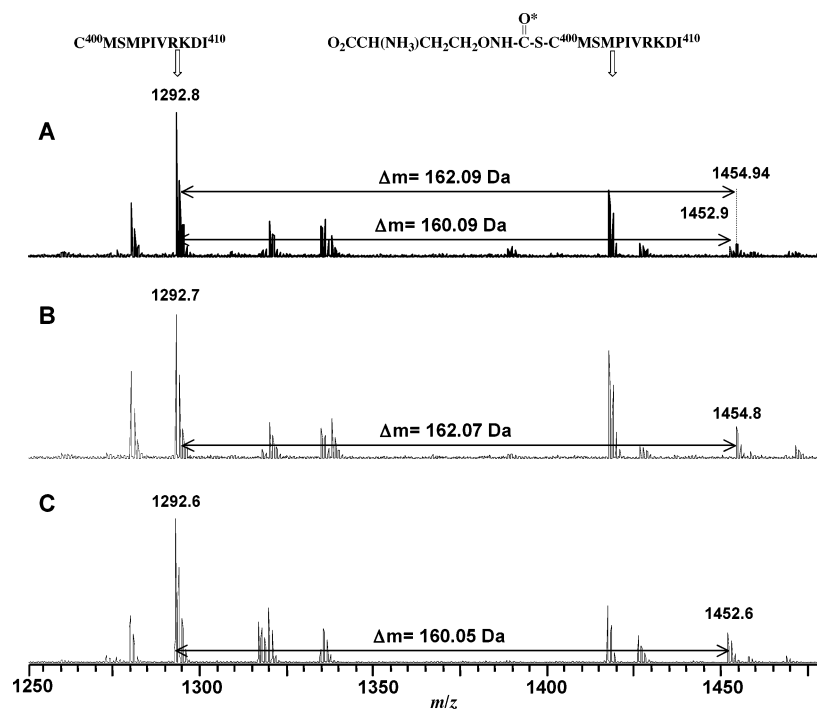 O*
C⁴⁰⁰MSMPIVRKDI⁴¹⁰ O₂CCH(NH₃)CH₂CH₂ONH-C-S-C⁴⁰⁰MSMPIVRKDI⁴¹⁰
1292.8
A
Δm= 162.09 Da
1454.94
1452.9
Δm= 160.09 Da
1292.7
B
1454.8
Δm= 162.07 Da
1292.6
C
1452.6
Δm= 160.05 Da
1250 1300 1350 1400 1450
m/z